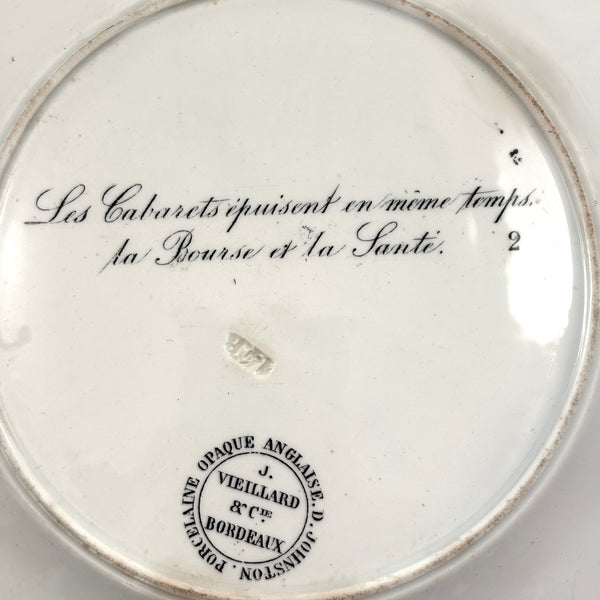 Les Cabarets épuisent en même temps.
la Bourse et la Santé.
2
PORCELAINE OPAQUE ANGLAISE. D. JOHNSTON.
J.
VIEILLARD
& Cie.
BORDEAUX